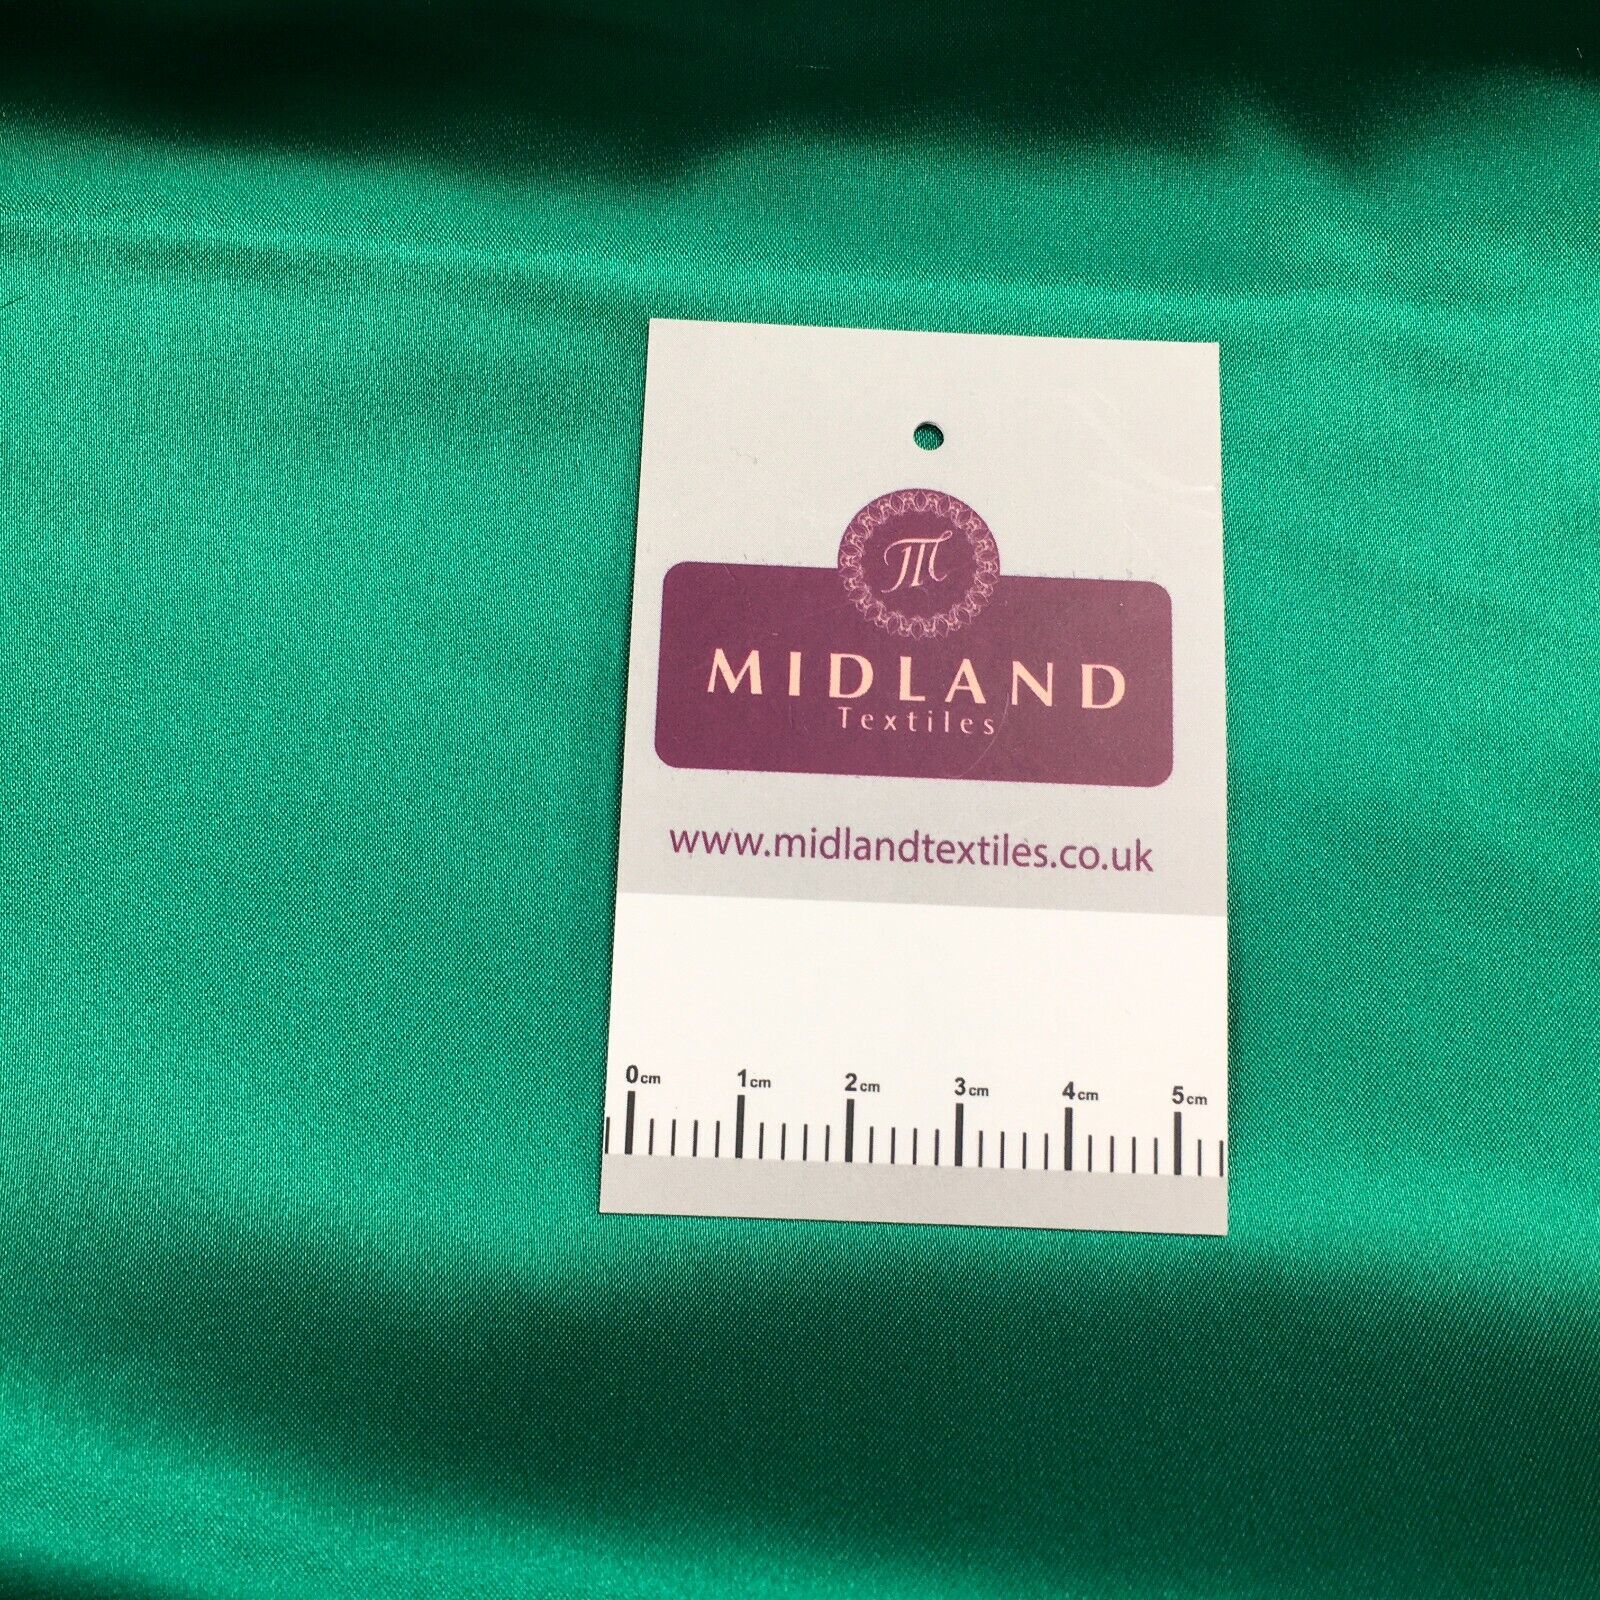 M
MIDLAND
Textiles
www.midlandtextiles.co.uk
0cm 1cm 2cm 3cm 4cm 5cm